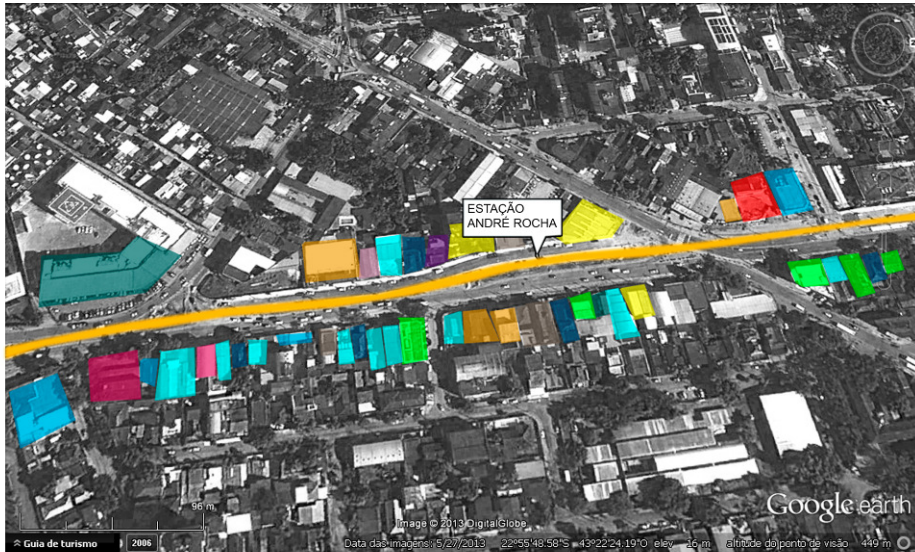 ESTAÇÃO
ANDRÉ ROCHA
96 m
Google earth
Image © 2013 DigitalGlobe
Guia de turismo
2006
Data das imagens: 5/27/2013 22°55'48.58"S 43°22'24.19"O elev 16 m altitude do ponto de visão 449 m